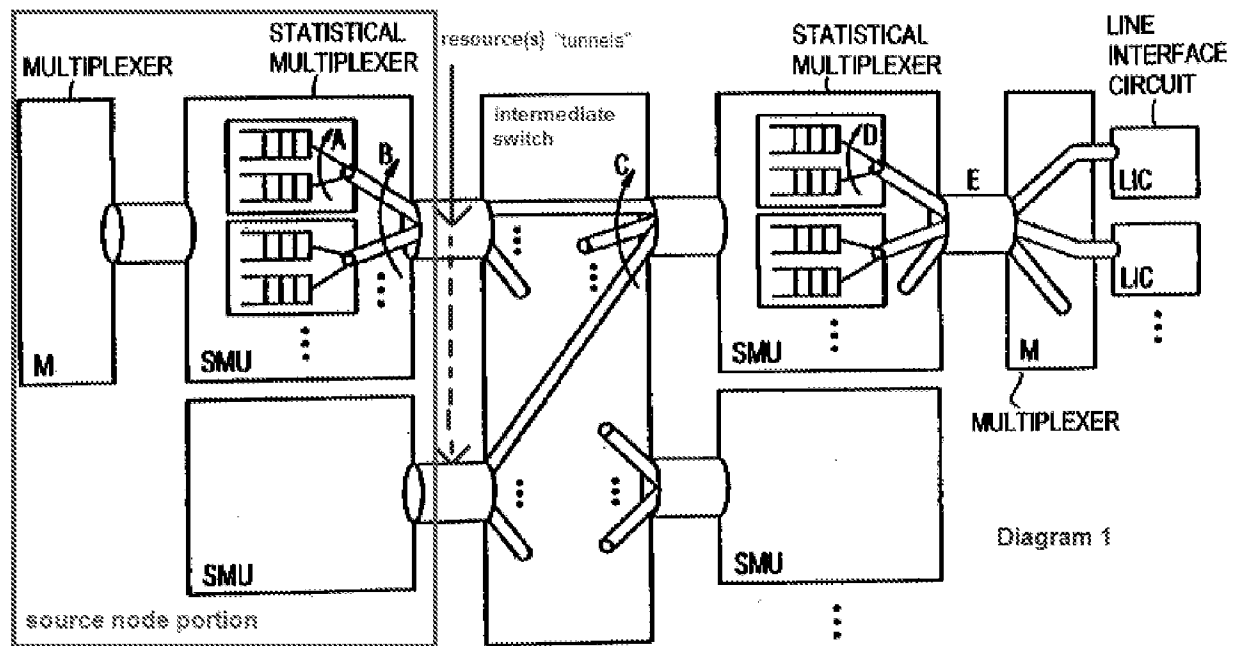 STATISTICAL
MULTIPLEXER
resource(s) "tunnels"
STATISTICAL
MULTIPLEXER
LINE
INTERFACE
CIRCUIT
MULTIPLEXER
intermediate
switch
A
B
C
D
E
LIC
LIC
M
SMU
SMU
M
MULTIPLEXER
SMU
SMU
Diagram 1
source node portion